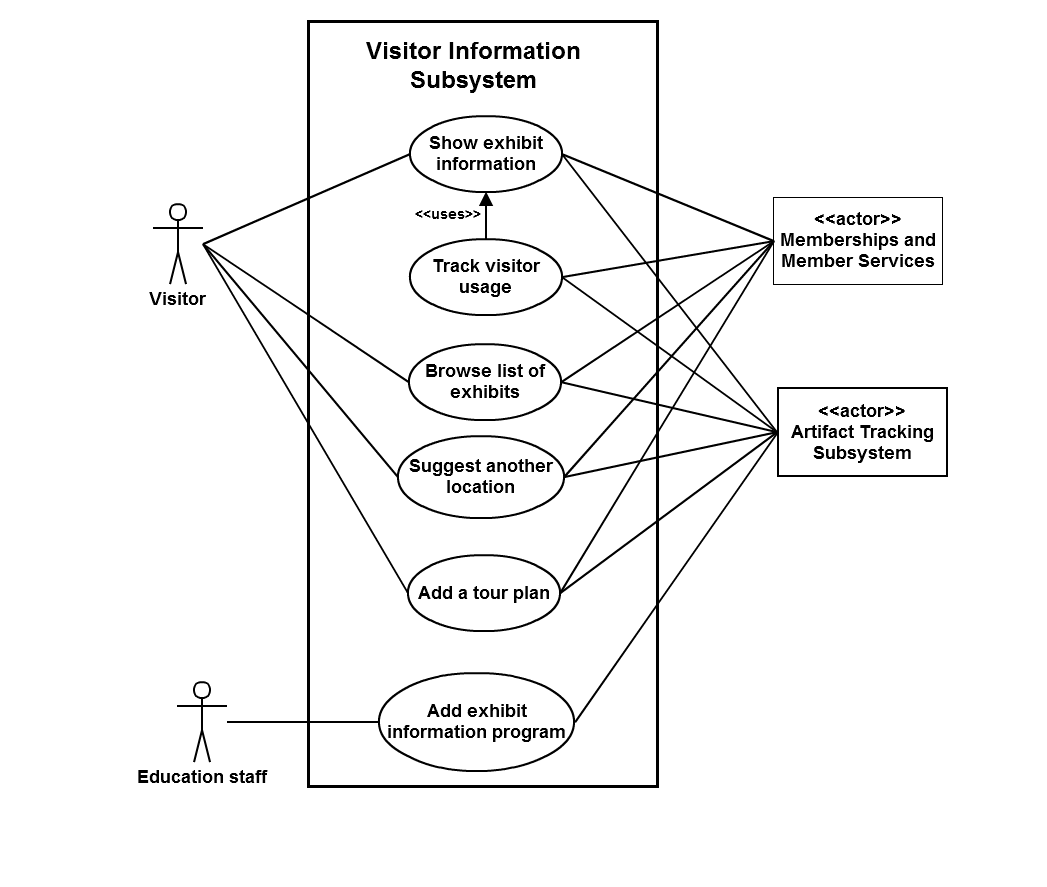 Visitor Information
Subsystem
Show exhibit
information
<<uses>>
Track visitor
usage
Browse list of
exhibits
Suggest another
location
Add a tour plan
Add exhibit
information program
Visitor
Education staff
<<actor>>
Memberships and
Member Services
<<actor>>
Artifact Tracking
Subsystem